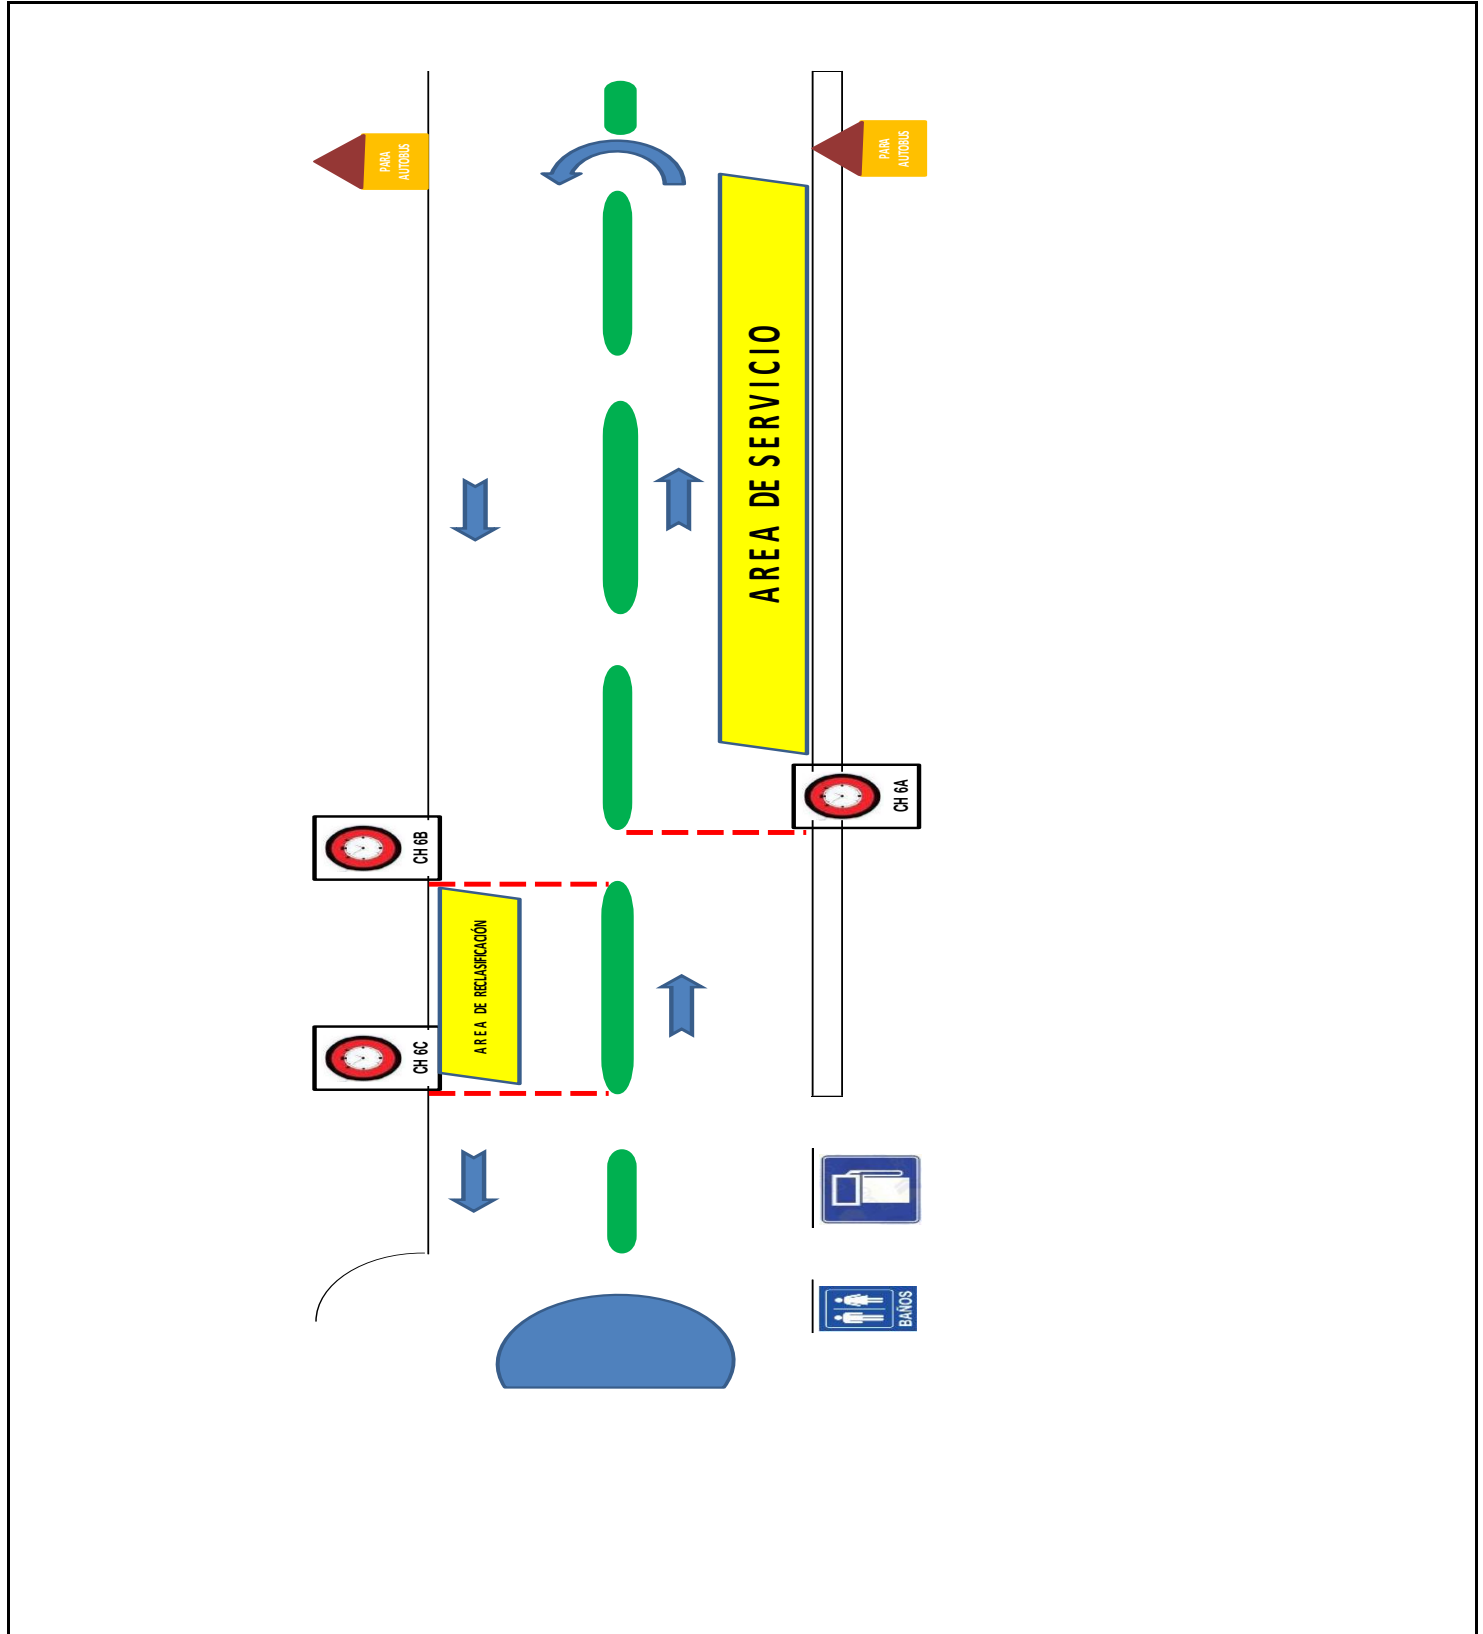 PARA
AUTOBUS
PARA
AUTOBUS
AREA DE SERVICIO
CH 6A
CH 6B
AREA DE RECLASIFICACIÓN
CH 6C
BAÑOS